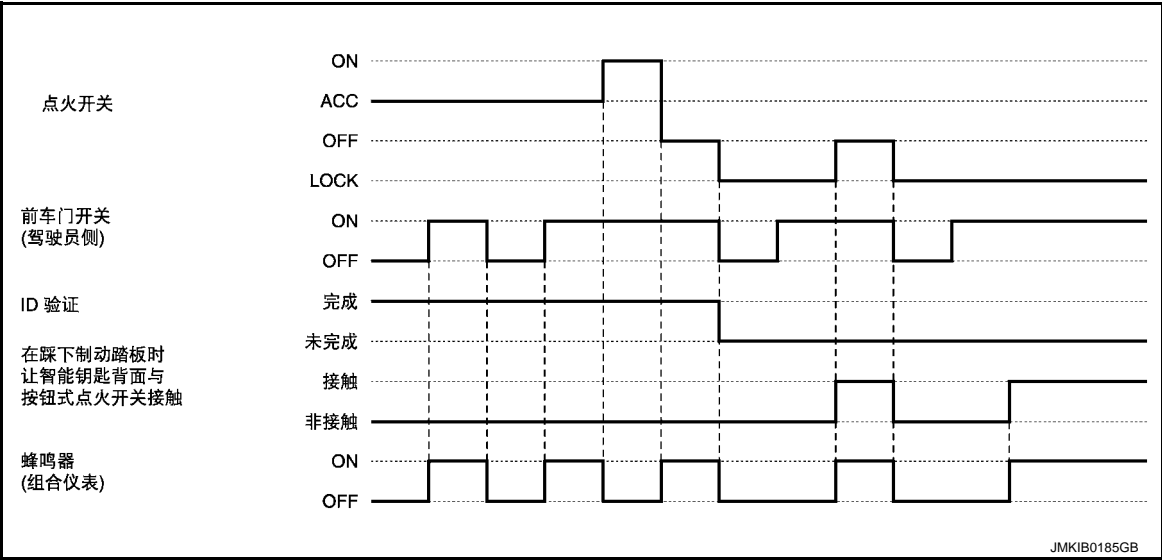 ON
点火开关
ACC
OFF
LOCK
前车门开关
(驾驶员侧)
ON
OFF
ID 验证
完成
未完成
在踩下制动踏板时
让智能钥匙背面与
按钮式点火开关接触
接触
非接触
蜂鸣器
(组合仪表)
ON
OFF
JMKIB0185GB